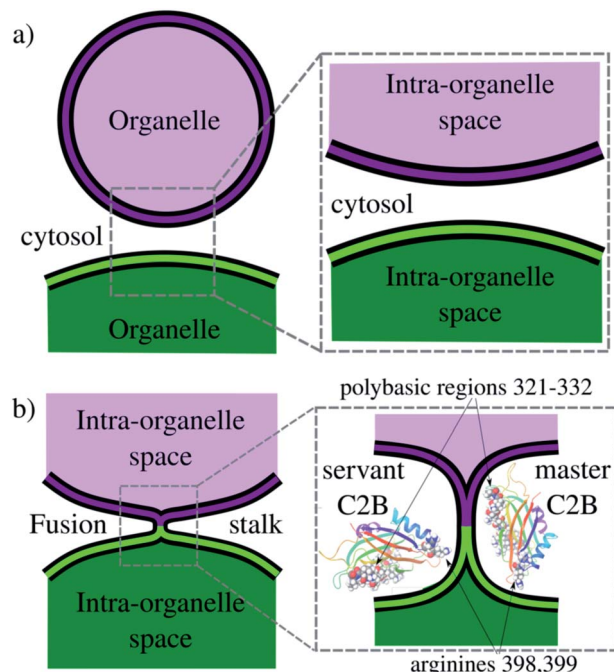 a)
Organelle
cytosol
Organelle
Intra-organelle
space
cytosol
Intra-organelle
space
b)
Intra-organelle
space
Fusion
stalk
Intra-organelle
space
polybasic regions 321-332
servant
C2B
master
C2B
arginines 398,399